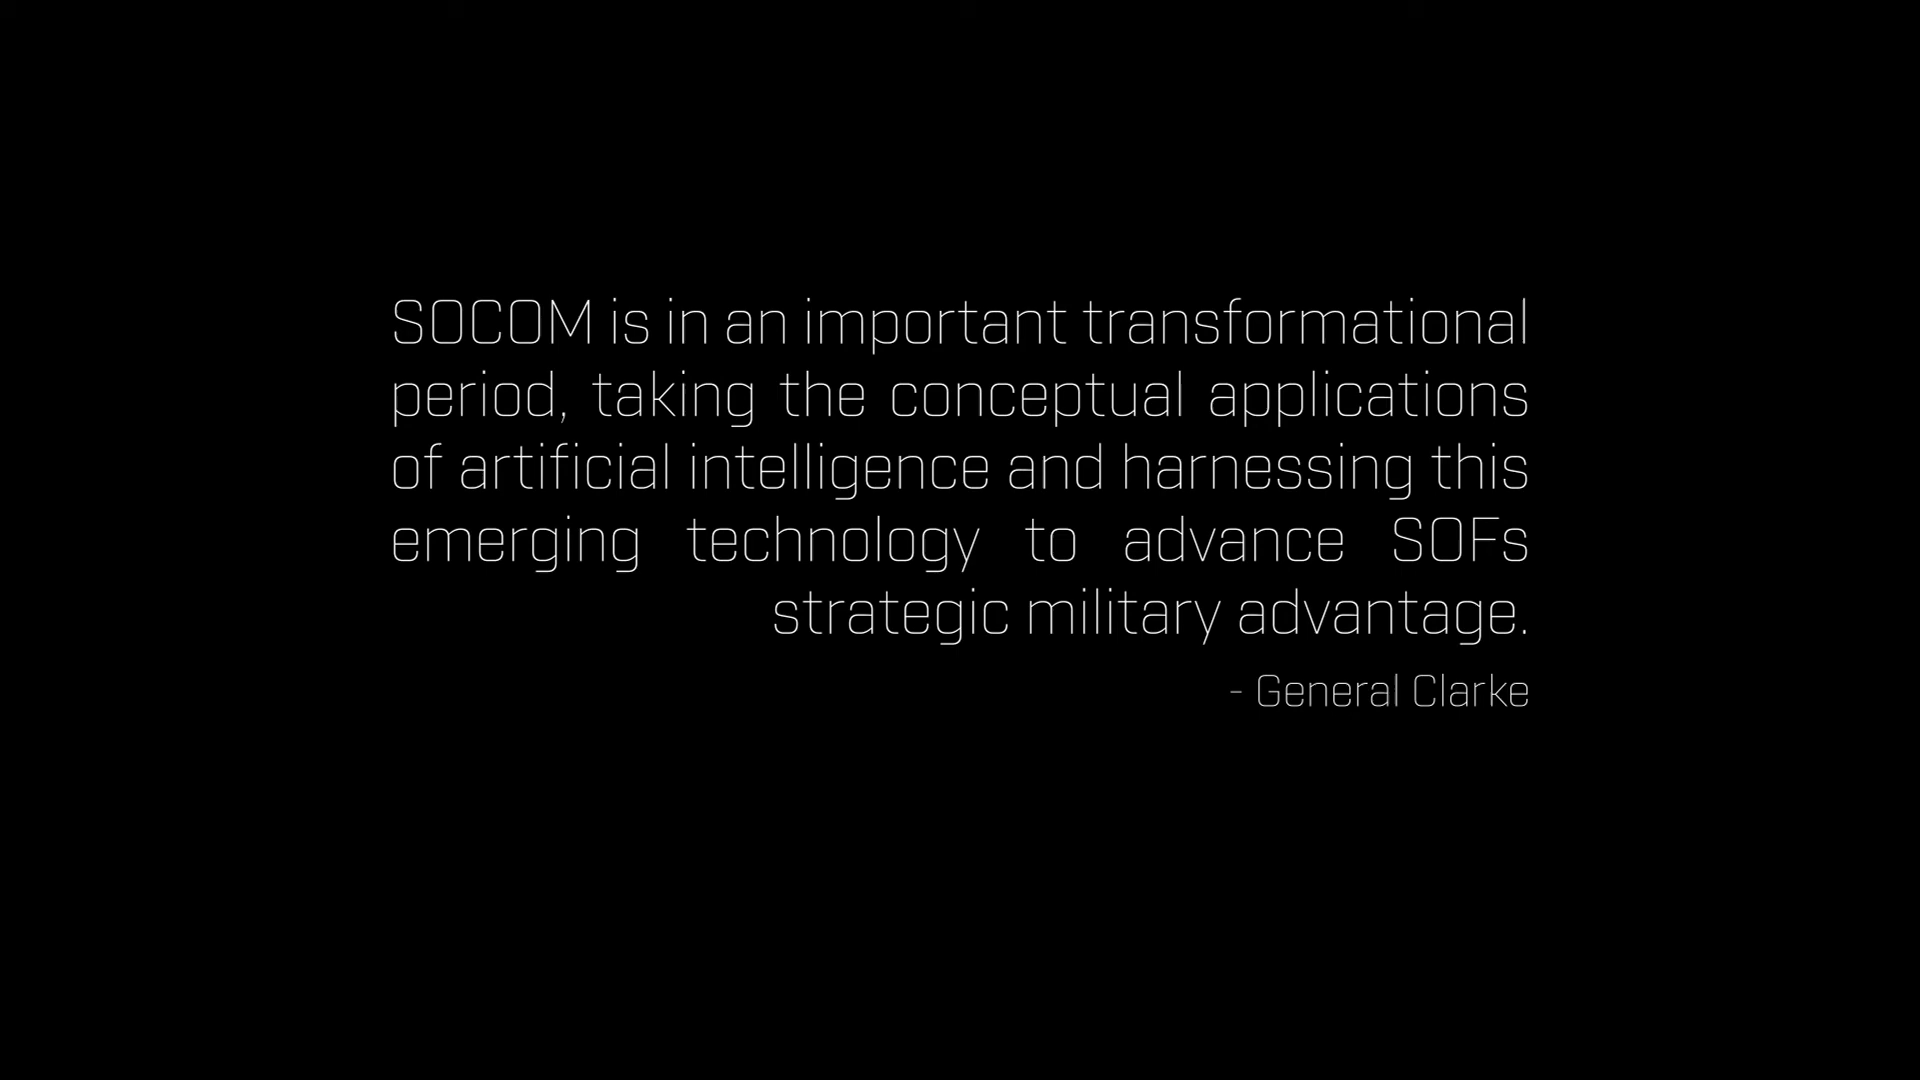 SOCOM is in an important transformational
period, taking the conceptual applications
of artificial intelligence and harnessing this
emerging technology to advance SOFs
strategic military advantage.
- General Clarke